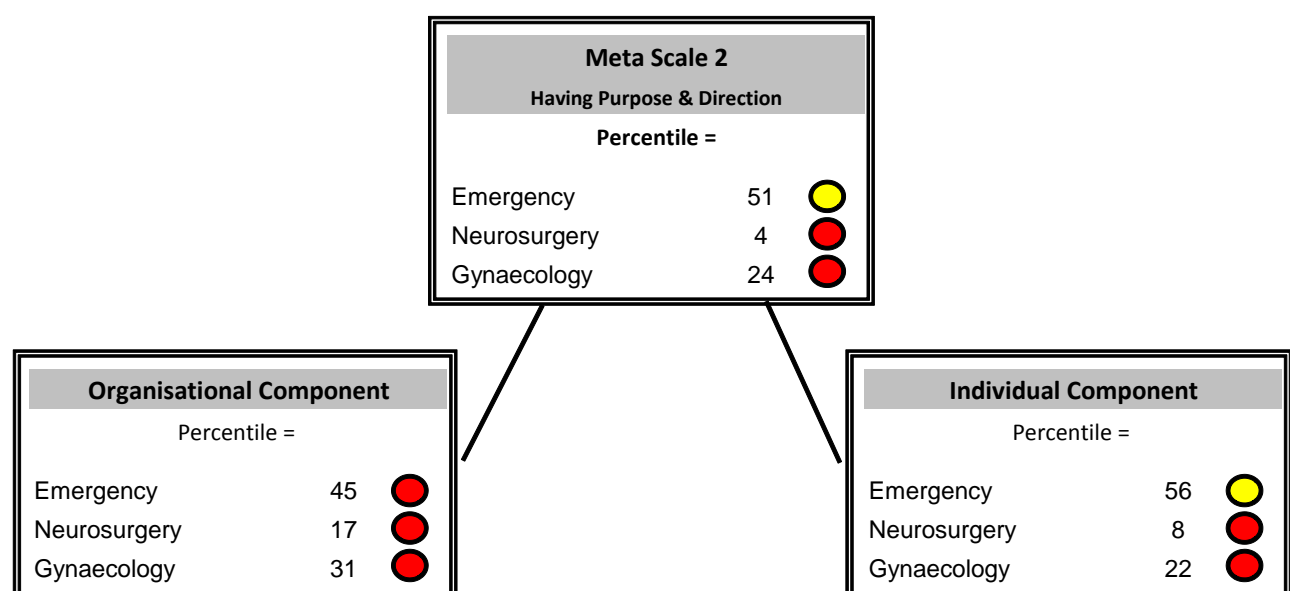 Meta Scale 2
Having Purpose & Direction
Percentile =
Emergency 51
Neurosurgery 4
Gynaecology 24
Organisational Component
Percentile =
Emergency 45
Neurosurgery 17
Gynaecology 31
Individual Component
Percentile =
Emergency 56
Neurosurgery 8
Gynaecology 22